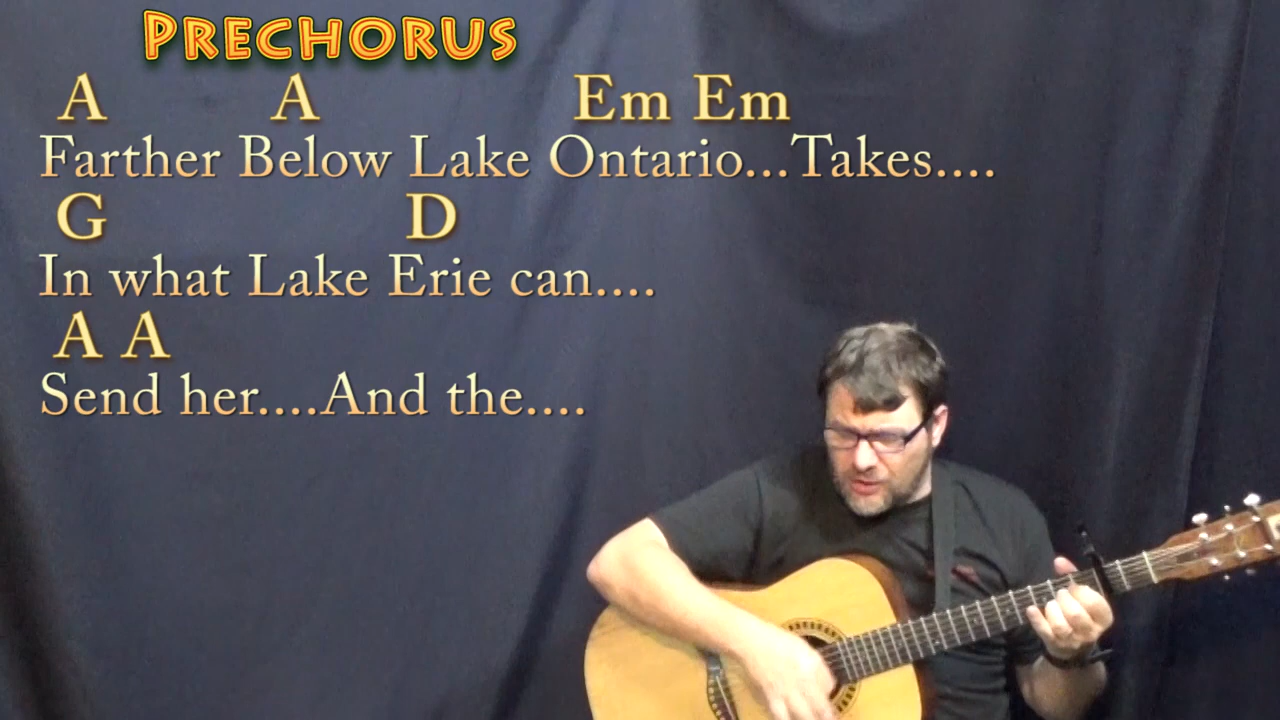 PRECHORUS
A A Em Em
Farther Below Lake Ontario...Takes....
G D
In what Lake Erie can....
A A
Send her....And the....